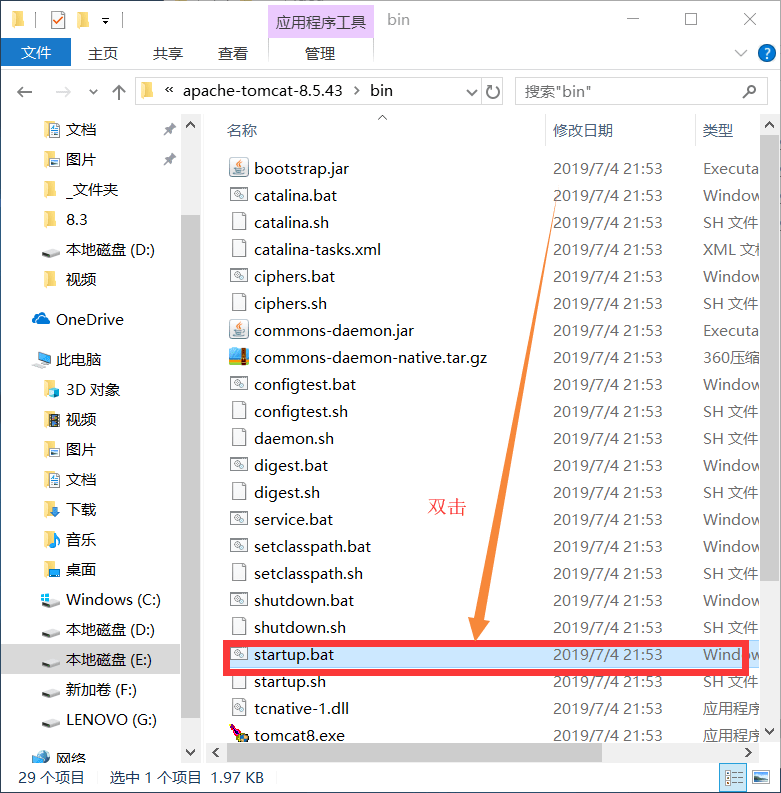 应用程序工具 bin
文件 主页 共享 查看 管理
« apache-tomcat-8.5.43 > bin 搜索"bin"
文档
图片
_文件夹
8.3
本地磁盘 (D:)
视频
OneDrive
此电脑
3D 对象
视频
图片
文档
下载
音乐
桌面
Windows (C:)
本地磁盘 (D:)
本地磁盘 (E:)
新加卷 (F:)
LENOVO (G:)
网络
名称 修改日期 类型
bootstrap.jar 2019/7/4 21:53 Executa
catalina.bat 2019/7/4 21:53 Window
catalina.sh 2019/7/4 21:53 SH 文件
catalina-tasks.xml 2019/7/4 21:53 XML 文档
ciphers.bat 2019/7/4 21:53 Window
ciphers.sh 2019/7/4 21:53 SH 文件
commons-daemon.jar 2019/7/4 21:53 Executa
commons-daemon-native.tar.gz 2019/7/4 21:53 360压缩
configtest.bat 2019/7/4 21:53 Window
configtest.sh 2019/7/4 21:53 SH 文件
daemon.sh 2019/7/4 21:53 SH 文件
digest.bat 2019/7/4 21:53 Window
digest.sh 2019/7/4 21:53 SH 文件
双击
service.bat 2019/7/4 21:53 Window
setclasspath.bat 2019/7/4 21:53 Window
setclasspath.sh 2019/7/4 21:53 SH 文件
shutdown.bat 2019/7/4 21:53 Window
shutdown.sh 2019/7/4 21:53 SH 文件
startup.bat 2019/7/4 21:53 Window
startup.sh 2019/7/4 21:53 SH 文件
tcnative-1.dll 2019/7/4 21:53 应用程序
tomcat8.exe 2019/7/4 21:53 应用程序
29 个项目 选中 1 个项目 1.97 KB